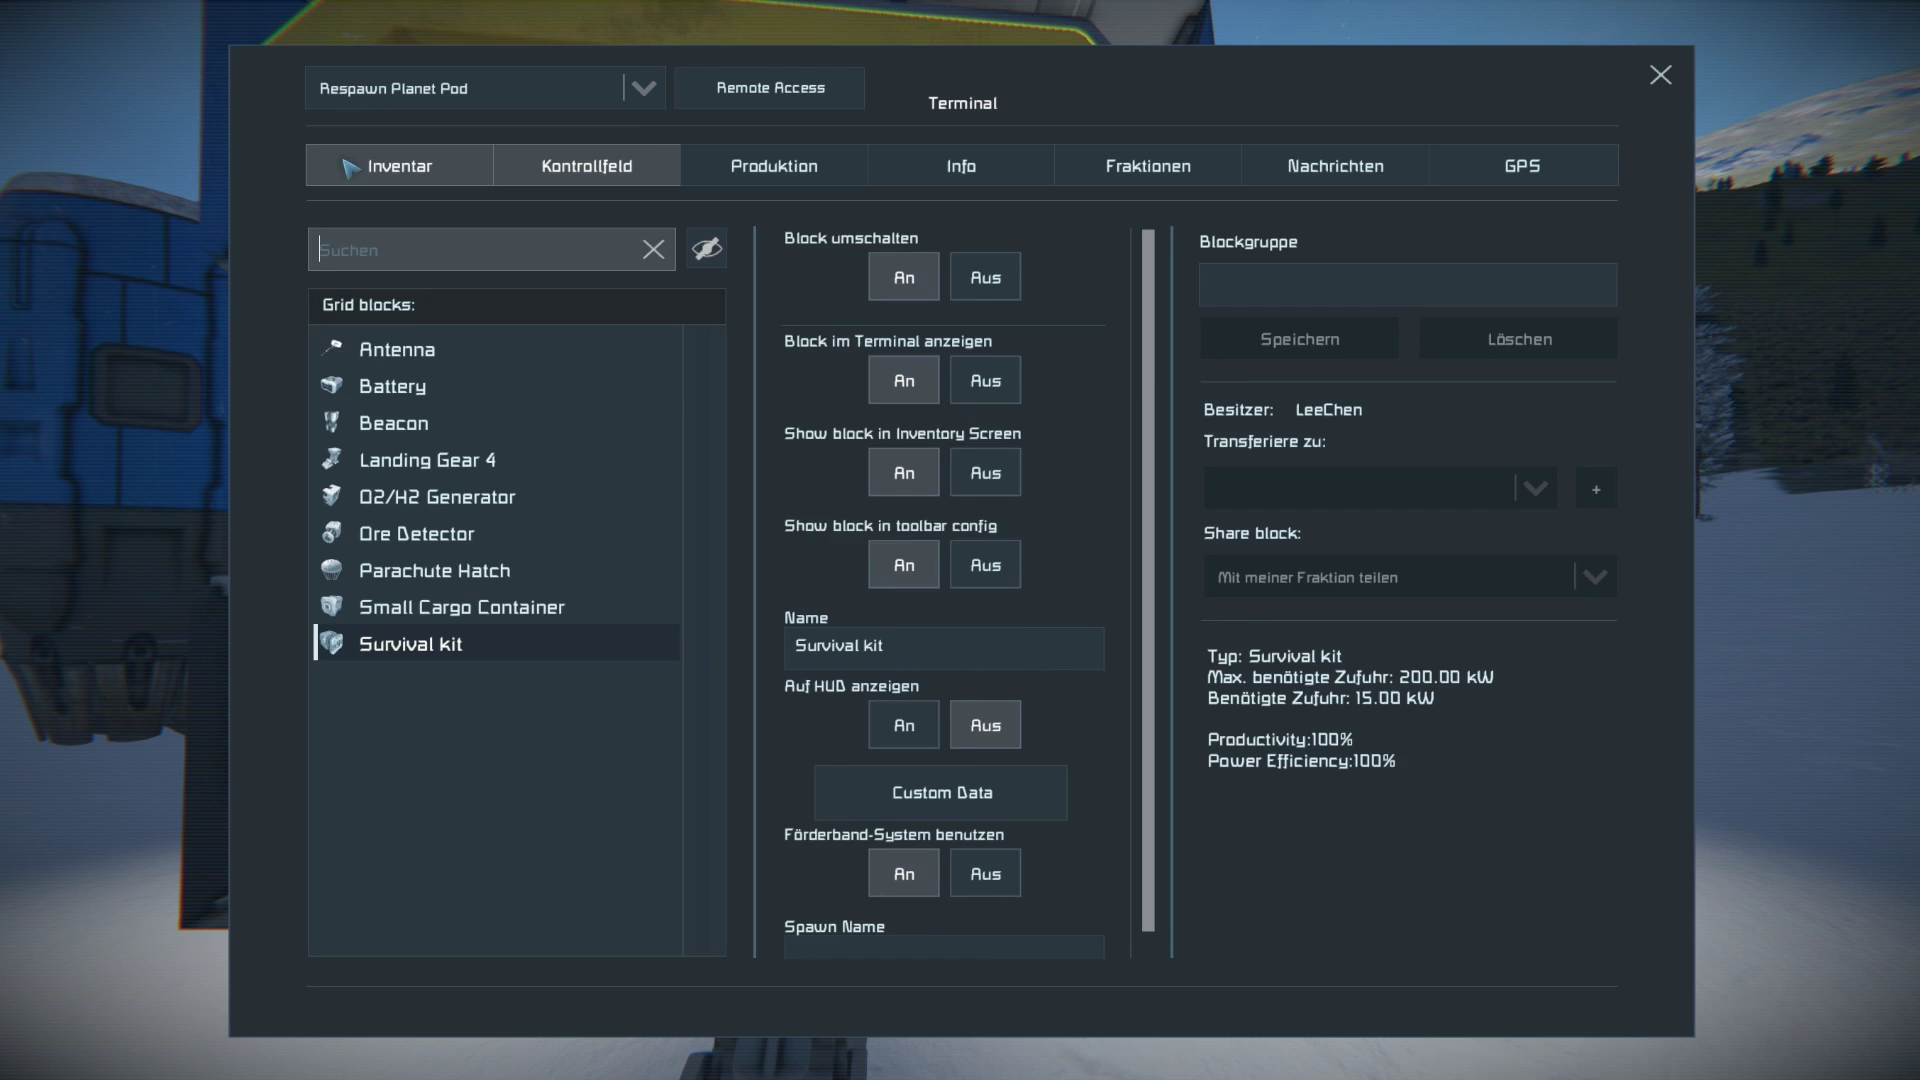 Respawn Planet Pod
Remote Access
Terminal
Inventar
Kontrollfeld
Produktion
Info
Fraktionen
Nachrichten
GPS
Suchen
Grid blocks:
Antenna
Battery
Beacon
Landing Gear 4
O2/H2 Generator
Ore Detector
Parachute Hatch
Small Cargo Container
Survival kit
Block umschalten
An Aus
Block im Terminal anzeigen
An Aus
Show block in Inventory Screen
An Aus
Show block in toolbar config
An Aus
Name
Survival kit
Auf HUD anzeigen
An Aus
Custom Data
Förderband-System benutzen
An Aus
Spawn Name
Blockgruppe
Speichern Löschen
Besitzer: LeeChen
Transferiere zu:
+
Share block:
Mit meiner Fraktion teilen
Typ: Survival kit
Max. benötigte Zufuhr: 200.00 kW
Benötigte Zufuhr: 15.00 kW
Productivity:100%
Power Efficiency:100%